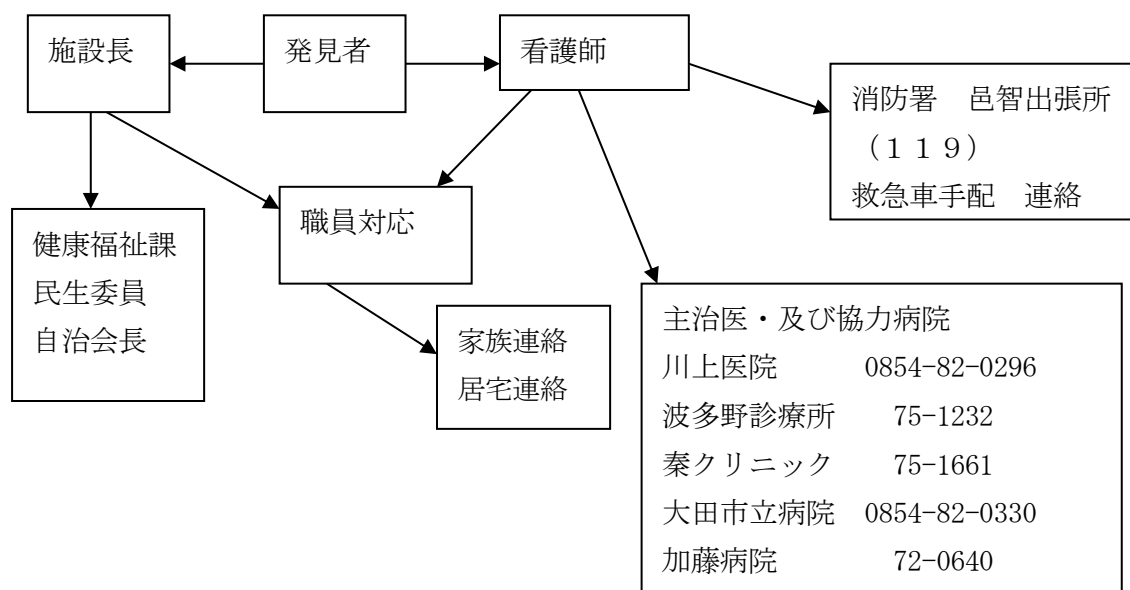 施設長
発見者
看護師
消防署　邑智出張所
（１１９）
救急車手配　連絡
職員対応
健康福祉課
民生委員
自治会長
家族連絡
居宅連絡
主治医・及び協力病院
川上医院　0854-82-0296
波多野診療所　75-1232
秦クリニック　75-1661
大田市立病院　0854-82-0330
加藤病院　72-0640